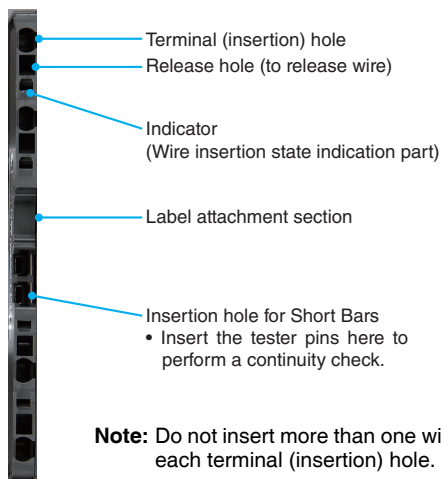 Terminal (insertion) hole
Release hole (to release wire)
Indicator
(Wire insertion state indication part)
Label attachment section
Insertion hole for Short Bars
• Insert the tester pins here to
perform a continuity check.
Note: Do not insert more than one
each terminal (insertion) hole.